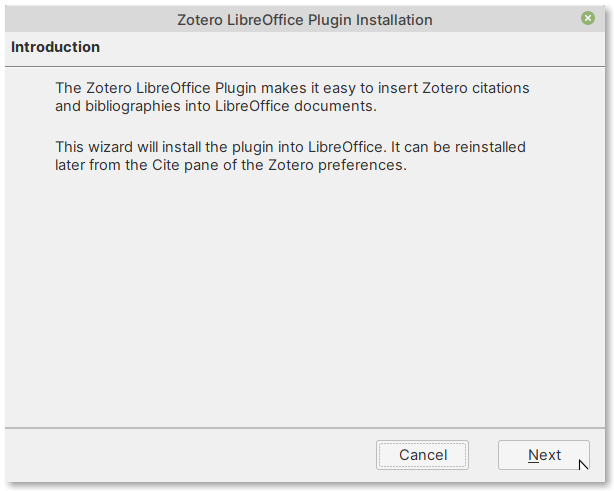 Zotero LibreOffice Plugin Installation
Introduction
The Zotero LibreOffice Plugin makes it easy to insert Zotero citations
and bibliographies into LibreOffice documents.
This wizard will install the plugin into LibreOffice. It can be reinstalled
later from the Cite pane of the Zotero preferences.
Cancel
Next